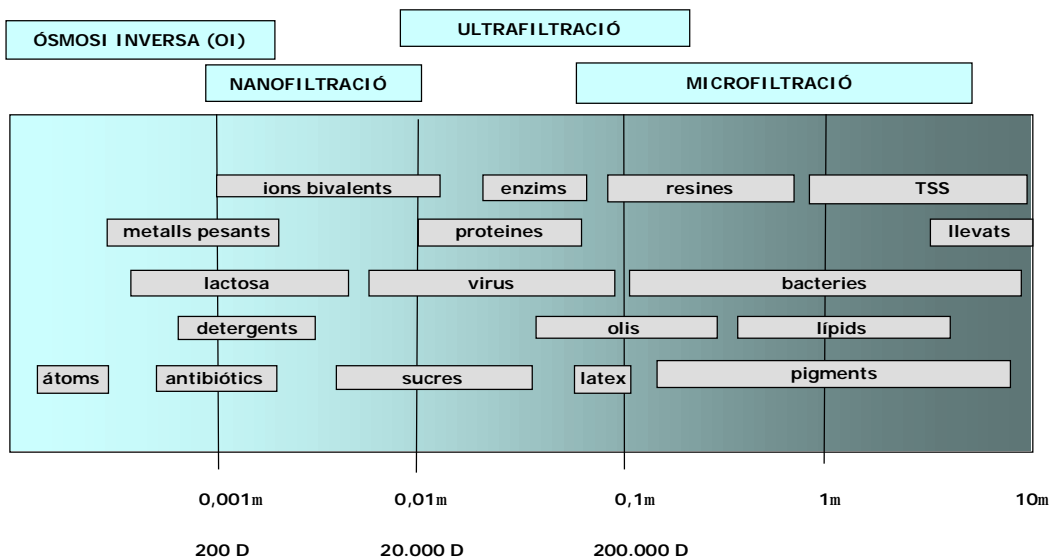 ÓSMOSI INVERSA (OI)
ULTRAFILTRACIÓ
NANOFILTRACIÓ
MICROFILTRACIÓ
ions bivalents
enzims
resines
TSS
metalls pesants
proteines
llevats
lactosa
virus
bacteries
detergents
olis
lípids
átoms
antibiótics
sucres
latex
pigments
0,001m
0,01m
0,1m
1m
10m
200 D
20.000 D
200.000 D